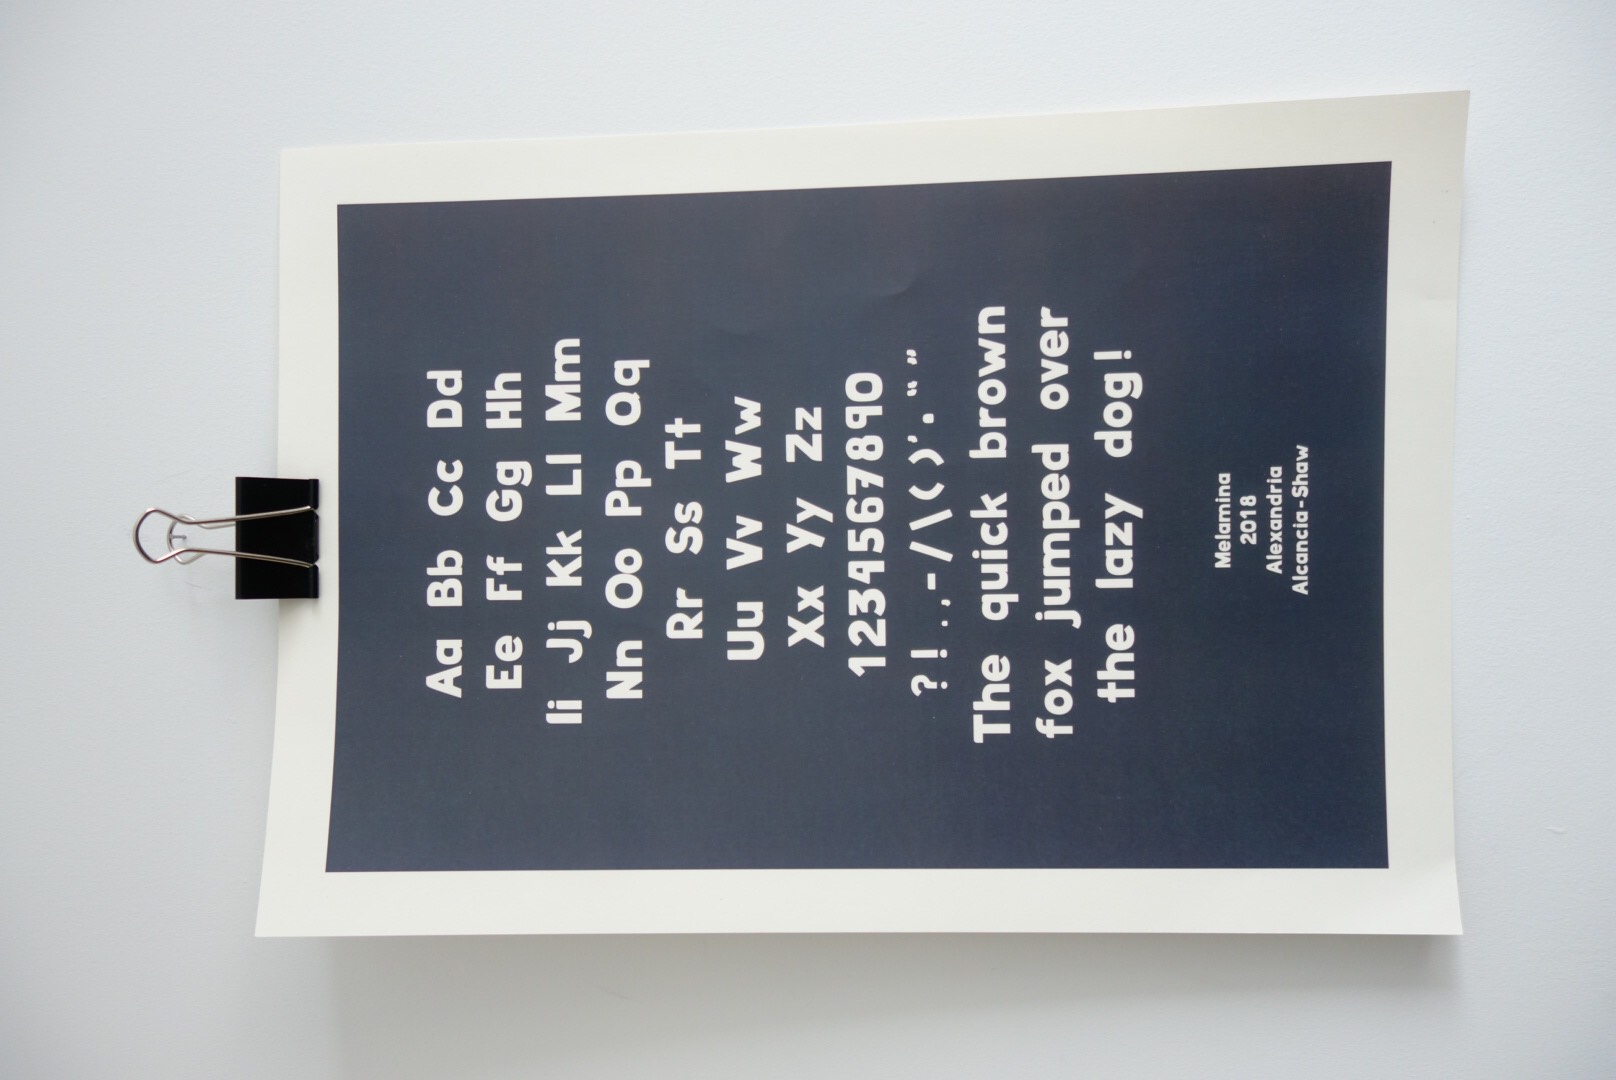 Aa Bb Cc Dd
Ee Ff Gg Hh
Ii Jj Kk Ll Mm
Nn Oo Pp Qq
Rr Ss Tt
Uu Vv Ww
Xx Yy Zz
1234567890
?!.,-/\()'·“”
The quick brown
fox jumped over
the lazy dog!
Melamina
2018
Alexandria
Alcancia-Shaw